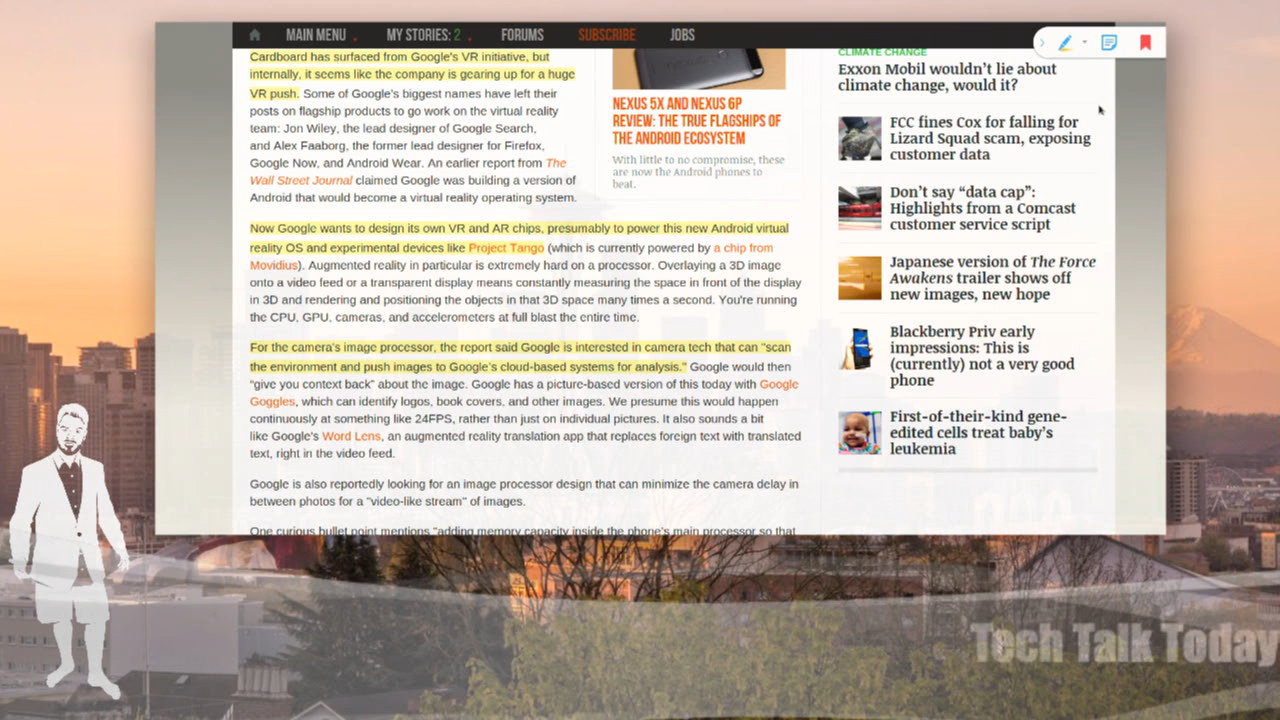 MAIN MENU
MY STORIES: 2
FORUMS
SUBSCRIBE
JOBS
Cardboard has surfaced from Google's VR initiative, but
internally, it seems like the company is gearing up for a huge
VR push. Some of Google's biggest names have left their
posts on flagship products to go work on the virtual reality
team: Jon Wiley, the lead designer of Google Search,
and Alex Faaborg, the former lead designer for Firefox,
Google Now, and Android Wear. An earlier report from The
Wall Street Journal claimed Google was building a version of
Android that would become a virtual reality operating system.
NEXUS 5X AND NEXUS 6P
REVIEW: THE TRUE FLAGSHIPS OF
THE ANDROID ECOSYSTEM
With little to no compromise, these
are now the Android phones to
beat.
Now Google wants to design its own VR and AR chips, presumably to power this new Android virtual
reality OS and experimental devices like Project Tango (which is currently powered by a chip from
Movidius). Augmented reality in particular is extremely hard on a processor. Overlaying a 3D image
onto a video feed or a transparent display means constantly measuring the space in front of the display
in 3D and rendering and positioning the objects in that 3D space many times a second. You're running
the CPU, GPU, cameras, and accelerometers at full blast the entire time.
For the camera's image processor, the report said Google is interested in camera tech that can "scan
the environment and push images to Google's cloud-based systems for analysis." Google would then
"give you context back" about the image. Google has a picture-based version of this today with Google
Goggles, which can identify logos, book covers, and other images. We presume this would happen
continuously at something like 24FPS, rather than just on individual pictures. It also sounds a bit
like Google's Word Lens, an augmented reality translation app that replaces foreign text with translated
text, right in the video feed.
Google is also reportedly looking for an image processor design that can minimize the camera delay in
between photos for a "video-like stream" of images.
One curious bullet point mentions "adding memory capacity inside the phone's main processor so that
CLIMATE CHANGE
Exxon Mobil wouldn't lie about
climate change, would it?
FCC fines Cox for falling for
Lizard Squad scam, exposing
customer data
Don't say "data cap":
Highlights from a Comcast
customer service script
Japanese version of The Force
Awakens trailer shows off
new images, new hope
Blackberry Priv early
impressions: This is
(currently) not a very good
phone
First-of-their-kind gene-
edited cells treat baby's
leukemia
Tech Talk Today